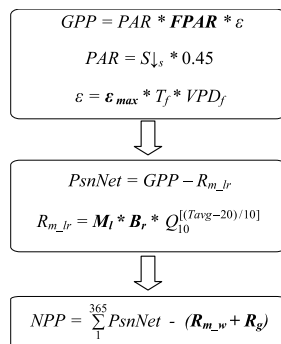 GPP = PAR * FPAR * ε
PAR = S↓s * 0.45
ε = εmax * Tf * VPDf
PsnNet = GPP – Rm_lr
Rm_lr = Ml * Br * Q10^[(Tavg–20)/10]
NPP = Σ(1 to 365) PsnNet - (Rm_w + Rg)